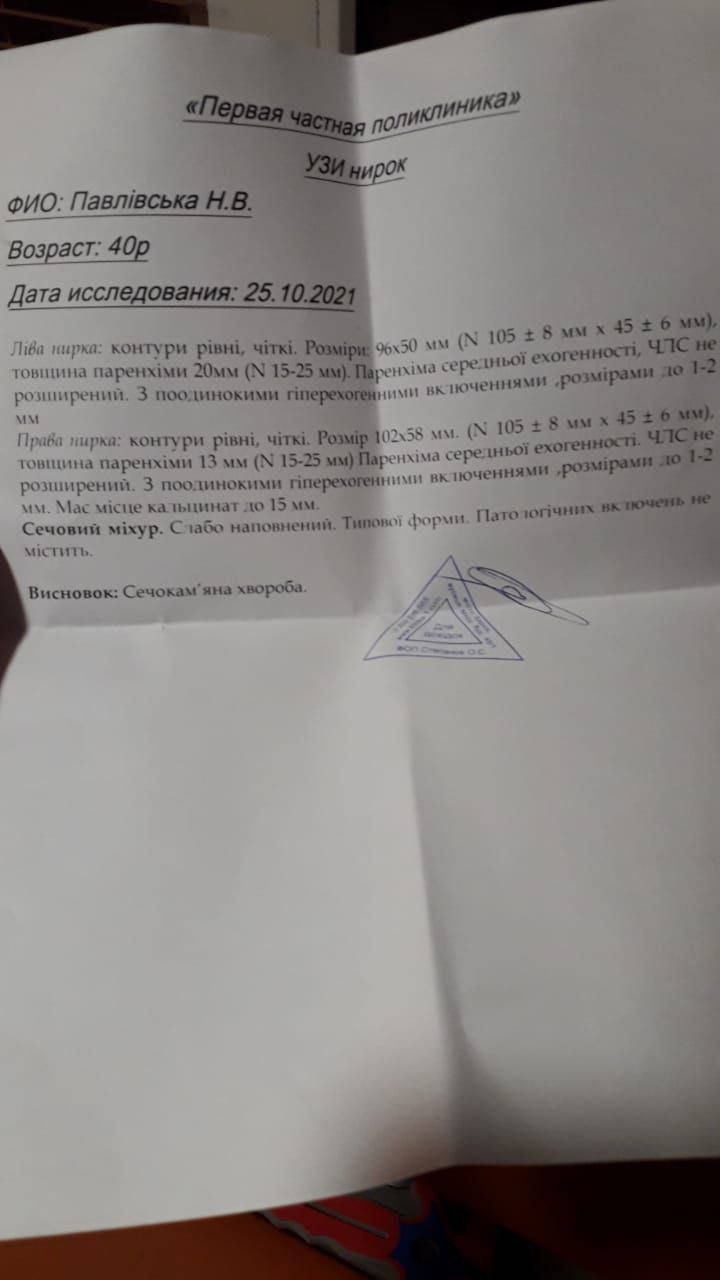 «Первая частная поликлиника»
УЗИ нирок
ФИО: Павлівська Н.В.
Возраст: 40р
Дата исследования: 25.10.2021
Ліва нирка: контури рівні, чіткі. Розміри: 96х50 мм (N 105 ± 8 мм х 45 ± 6 мм),
товщина паренхіми 20мм (N 15-25 мм). Паренхіма середньої ехогенності, ЧЛС не
розширений. З поодинокими гіперехогенними включеннями ,розмірами до 1-2
мм
Права нирка: контури рівні, чіткі. Розмір 102х58 мм. (N 105 ± 8 мм х 45 ± 6 мм),
товщина паренхіми 13 мм (N 15-25 мм) Паренхіма середньої ехогенності. ЧЛС не
розширений. З поодинокими гіперехогенними включеннями ,розмірами до 1-2
мм. Має місце кальцинат до 15 мм.
Сечовий міхур. Слабо наповнений. Типової форми. Патологічних включень не
містить.
Висновок: Сечокам’яна хвороба.
Для
довідок
ФОП
О.С